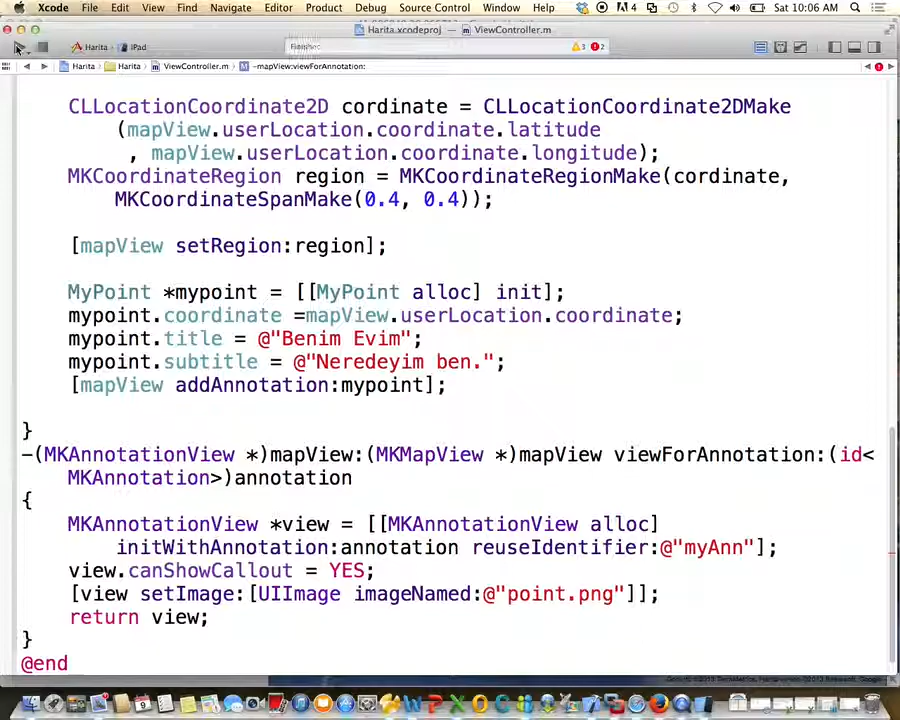 Xcode File Edit View Find Navigate Editor Product Debug Source Control Window Help 4 Sat 10:06 AM
Harita.xcodeproj — ViewController.m
Harita iPad 3 2
Harita Harita ViewController.m M -mapView:viewForAnnotation:
CLLocationCoordinate2D cordinate = CLLocationCoordinate2DMake
(mapView.userLocation.coordinate.latitude
, mapView.userLocation.coordinate.longitude);
MKCoordinateRegion region = MKCoordinateRegionMake(cordinate,
MKCoordinateSpanMake(0.4, 0.4));
[mapView setRegion:region];
MyPoint *mypoint = [[MyPoint alloc] init];
mypoint.coordinate =mapView.userLocation.coordinate;
mypoint.title = @"Benim Evim";
mypoint.subtitle = @"Neredeyim ben.";
[mapView addAnnotation:mypoint];
}
-(MKAnnotationView *)mapView:(MKMapView *)mapView viewForAnnotation:(id<
MKAnnotation>)annotation
{
MKAnnotationView *view = [[MKAnnotationView alloc]
initWithAnnotation:annotation reuseIdentifier:@"myAnn"];
view.canShowCallout = YES;
[view setImage:[UIImage imageNamed:@"point.png"]];
return view;
}
@end